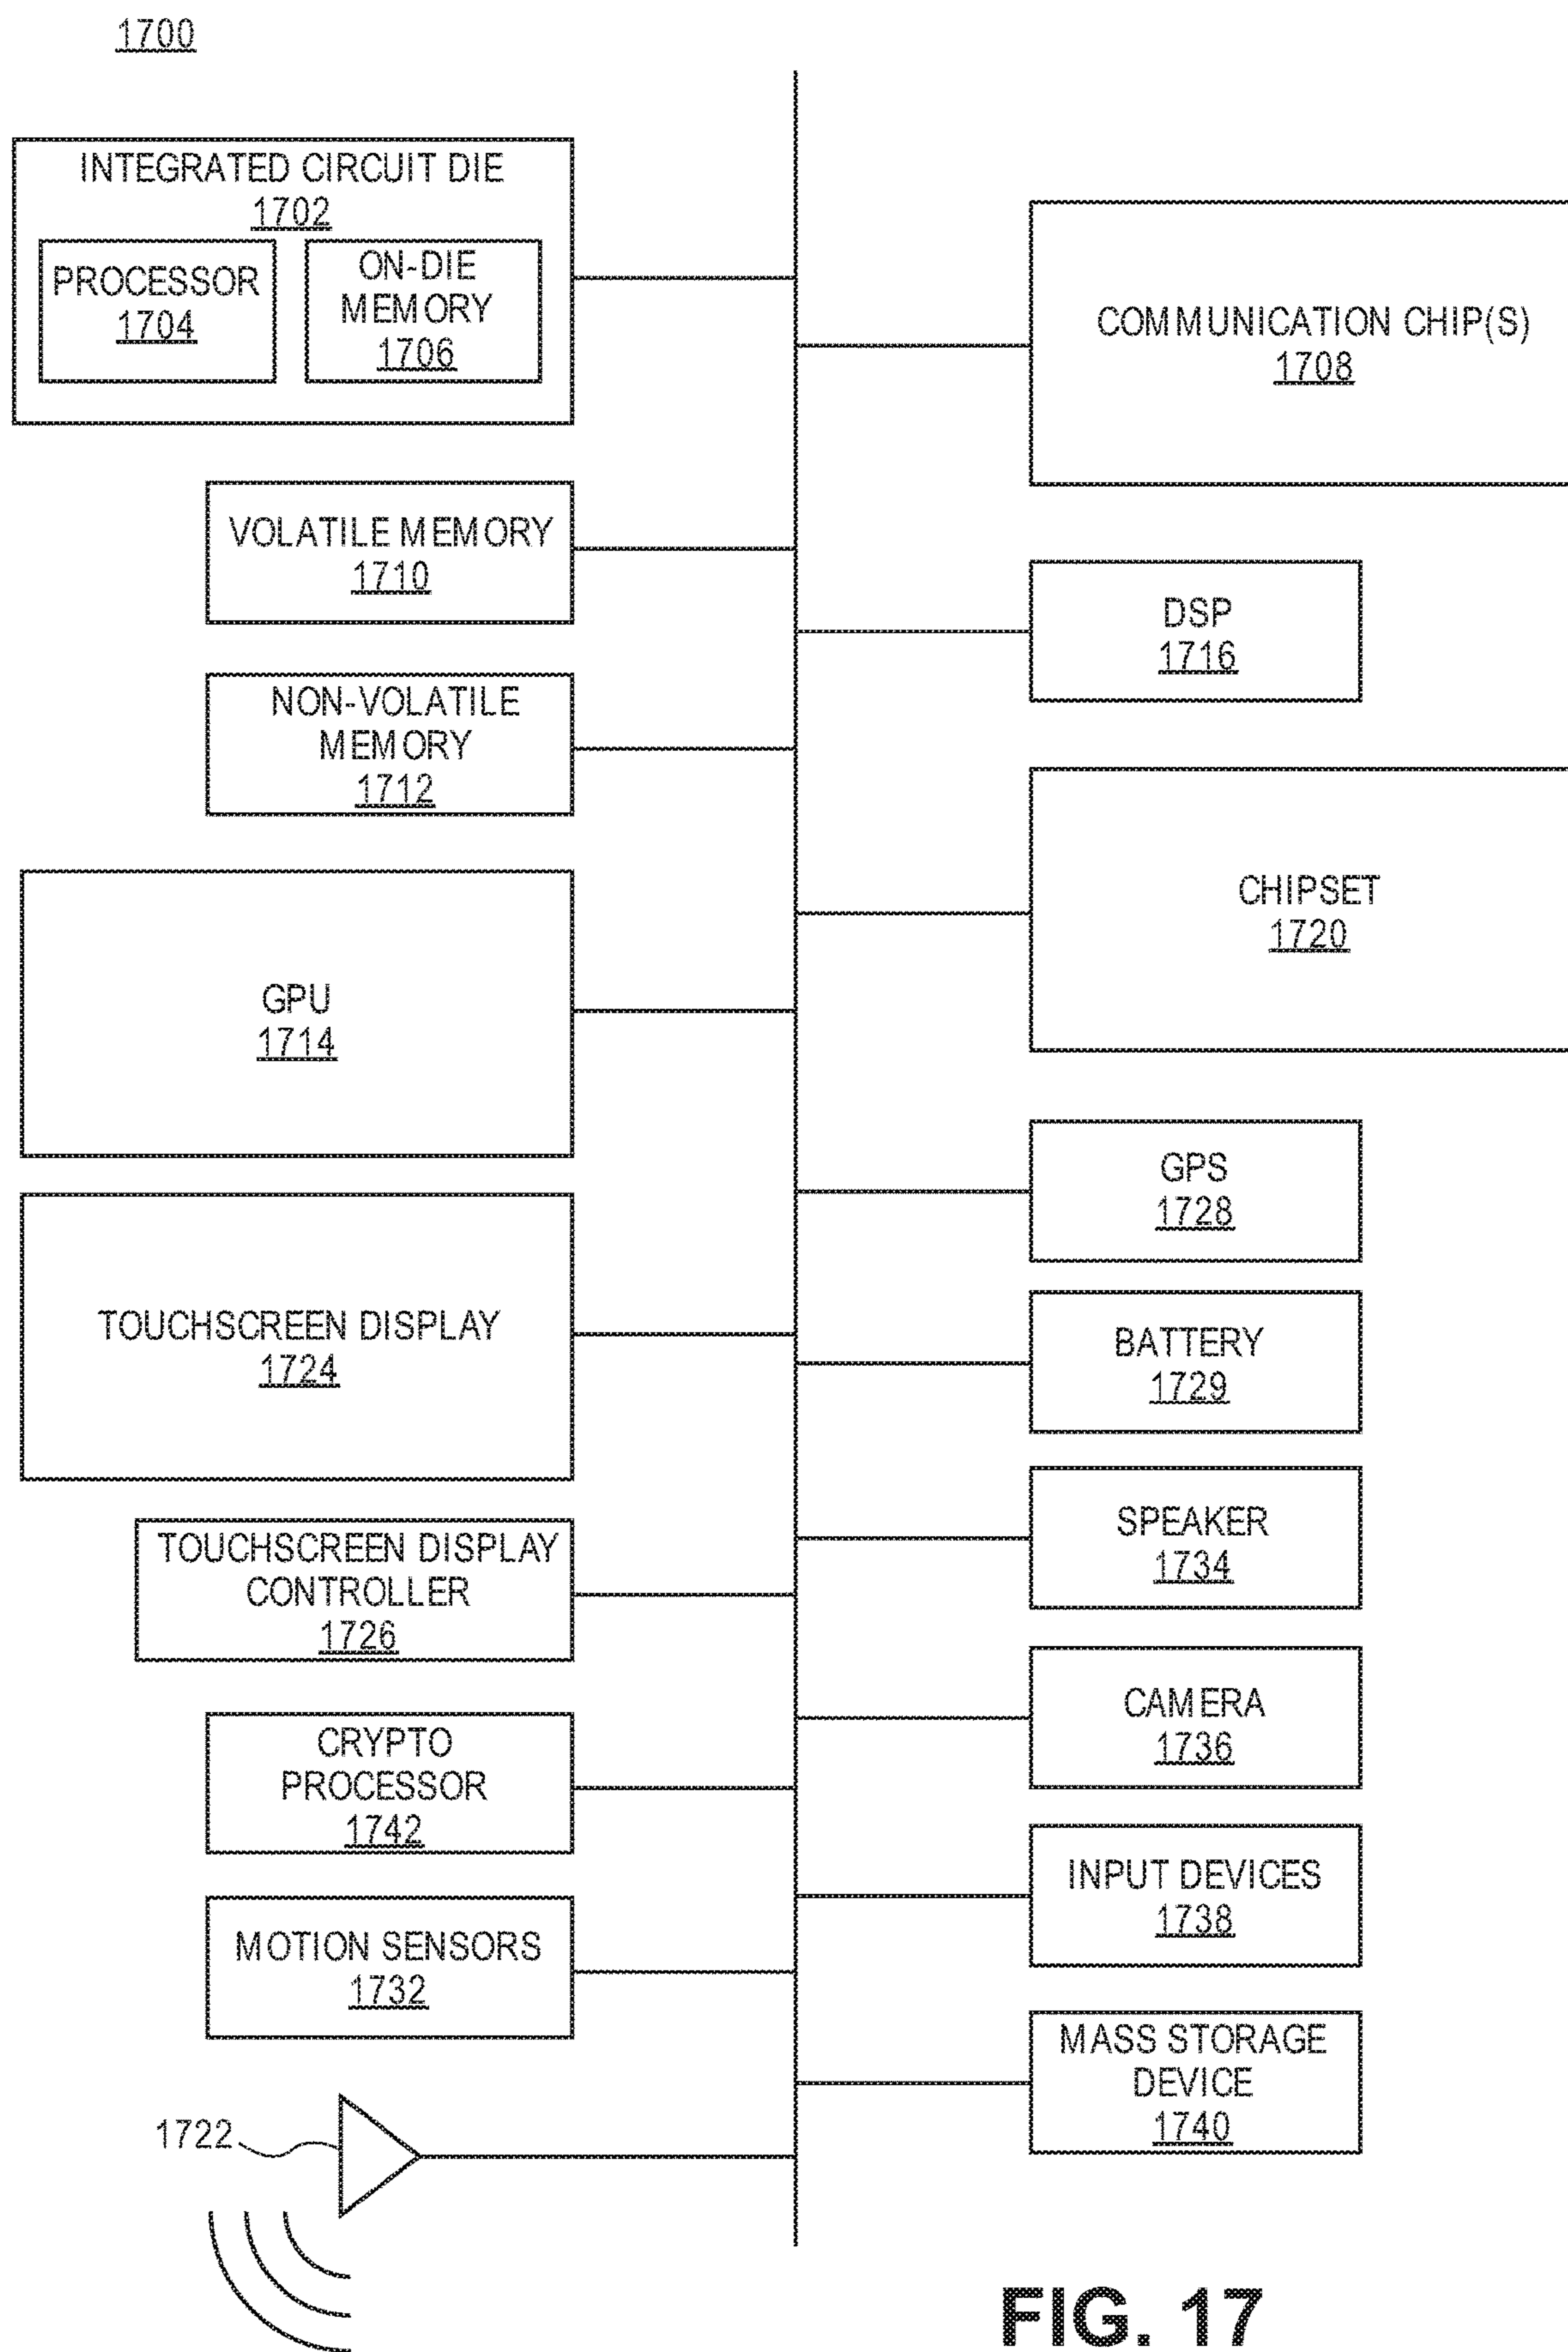 1700
INTEGRATED CIRCUIT DIE
1702
PROCESSOR
1704
ON-DIE
MEMORY
1706
COMMUNICATION CHIP(S)
1708
VOLATILE MEMORY
1710
DSP
1716
NON-VOLATILE
MEMORY
1712
CHIPSET
1720
GPU
1714
GPS
1728
TOUCHSCREEN DISPLAY
1724
BATTERY
1729
SPEAKER
1734
TOUCHSCREEN DISPLAY
CONTROLLER
1726
CAMERA
1736
CRYPTO
PROCESSOR
1742
INPUT DEVICES
1738
MOTION SENSORS
1732
MASS STORAGE
DEVICE
1740
1722
FIG. 17